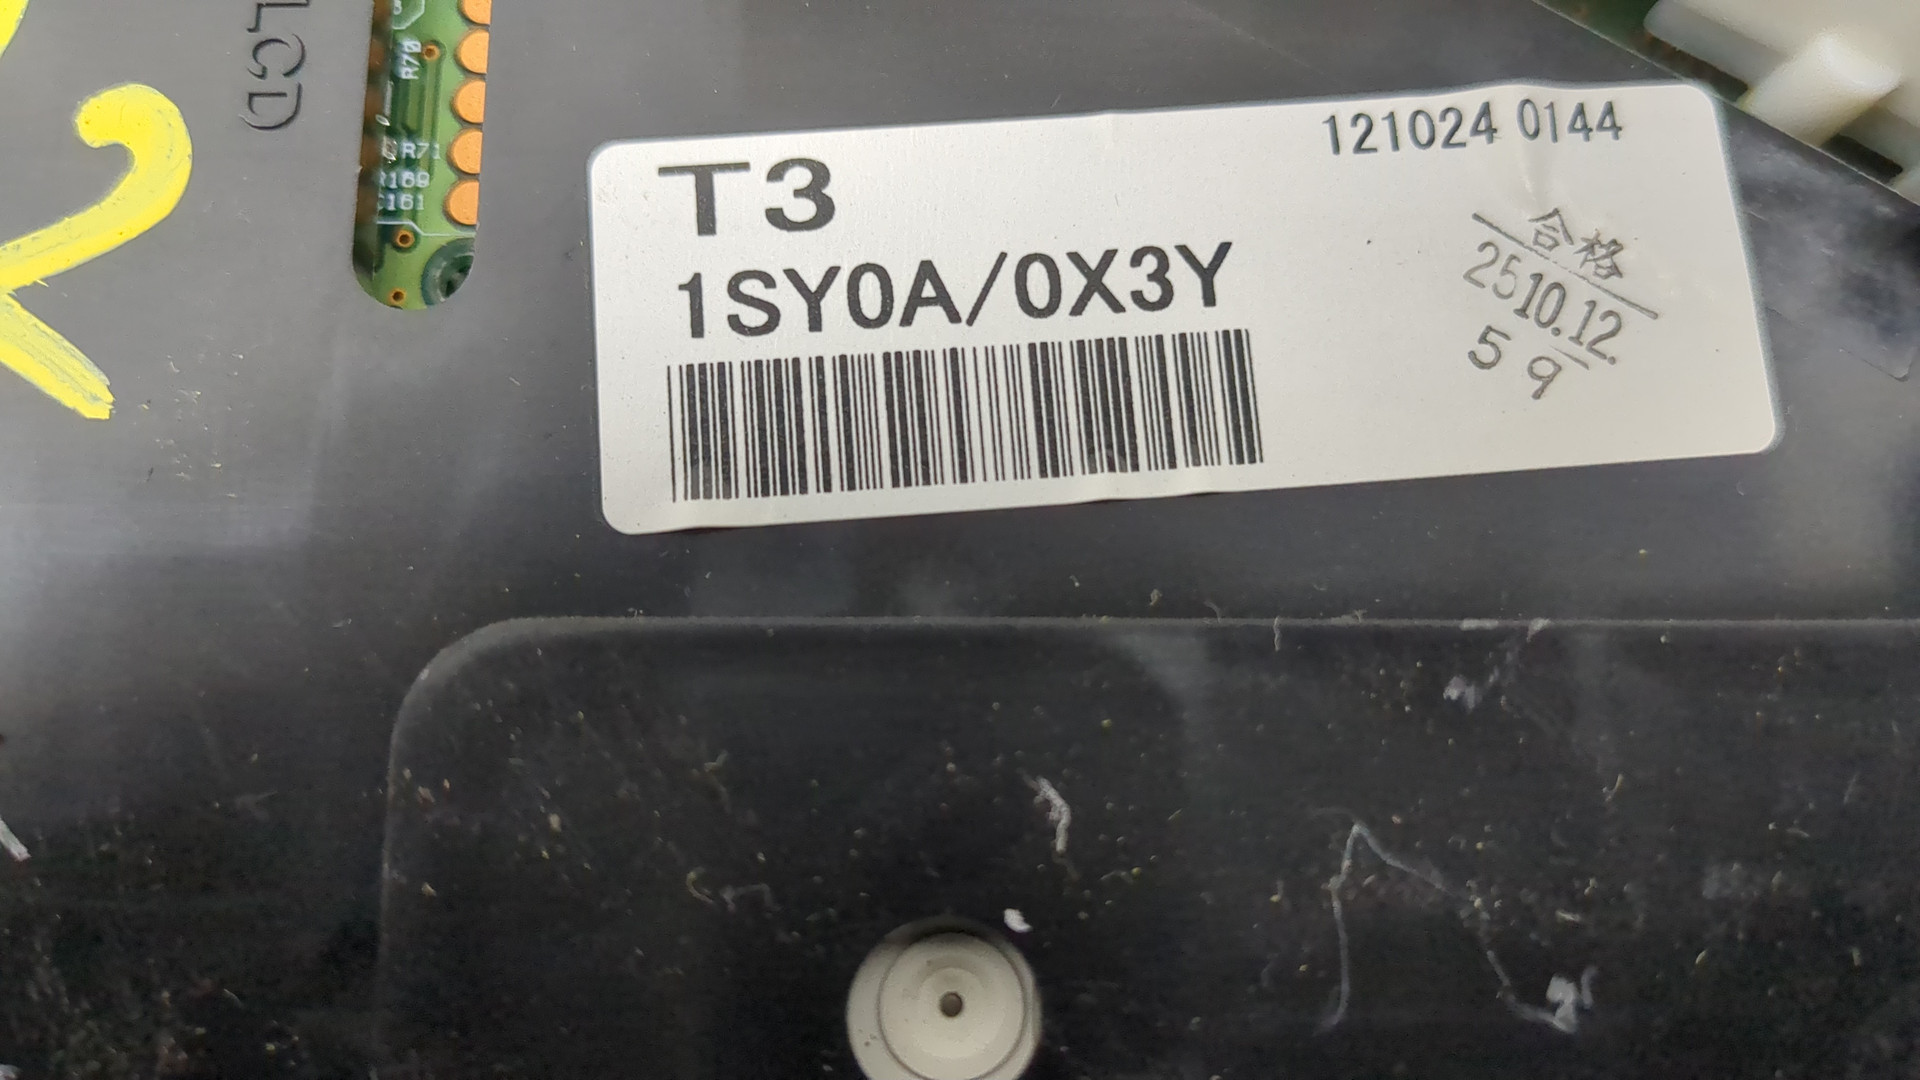 LCD
R70
R71
R169
C161
121024 0144
T3
1SY0A/0X3Y
合格
25 10.12.
5 9